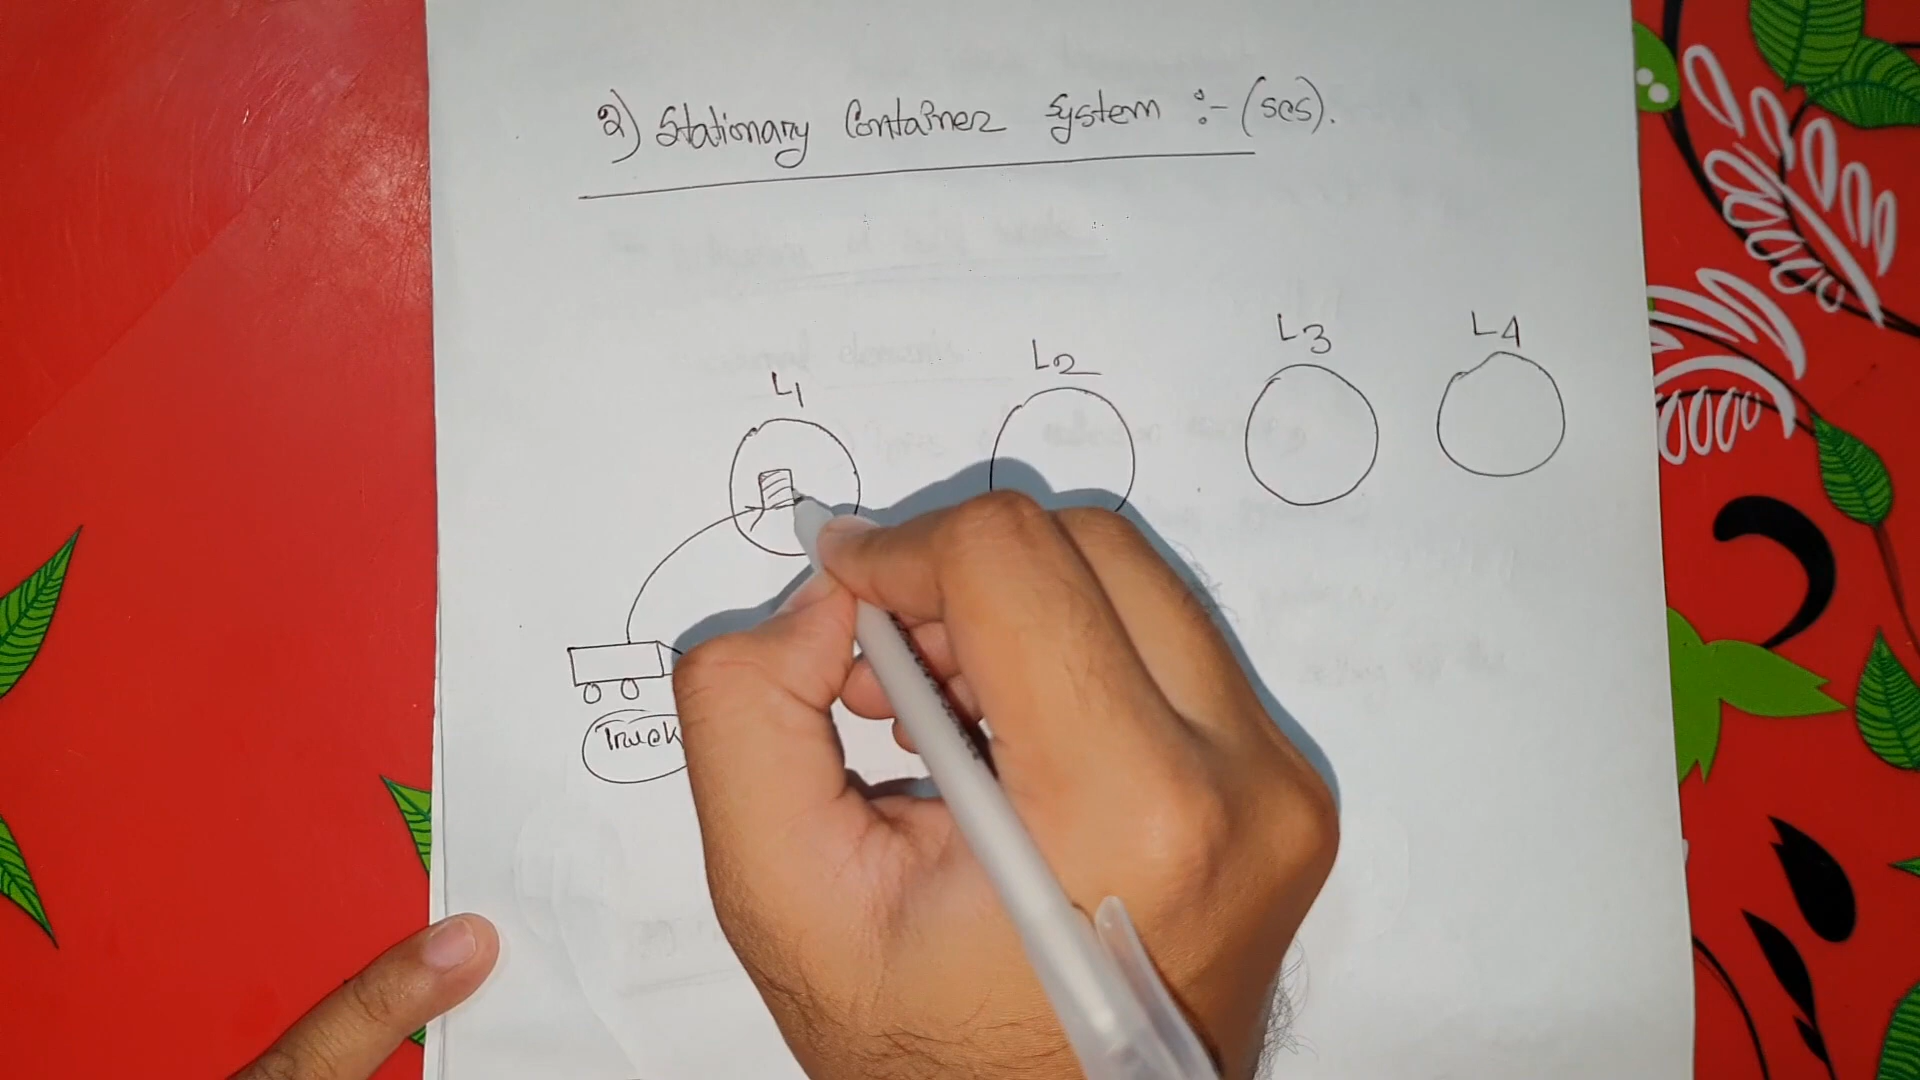 2) Stationary Container System :- (SCS).
L1 L2 L3 L4
Truck